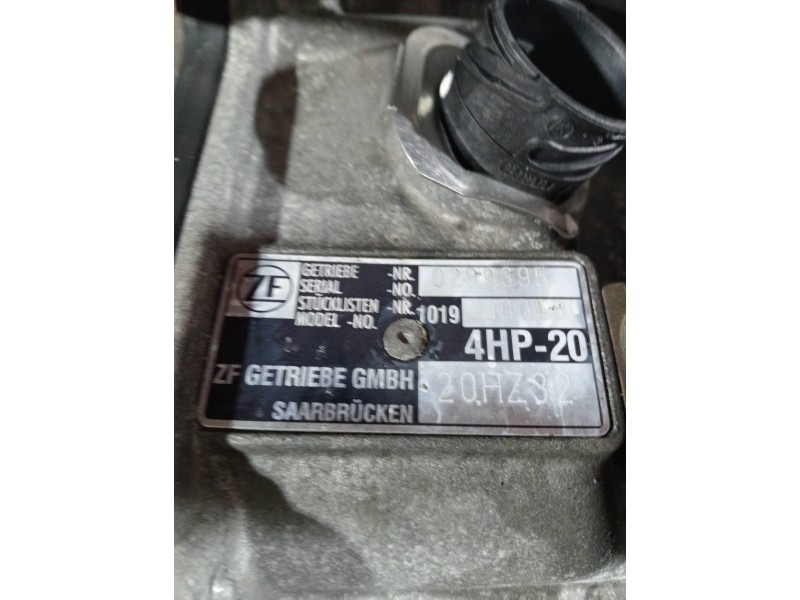 ZF
GETRIEBE -NR.
SERIAL -NO.
STÜCKLISTEN -NR.
MODEL -NO. 1019
4HP-20
ZF GETRIEBE GMBH 20HZ32
SAARBRÜCKEN